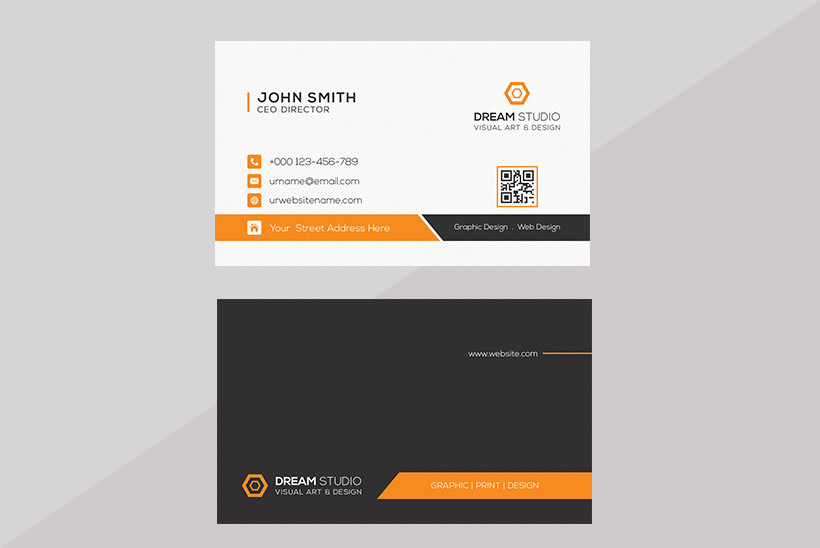 JOHN SMITH
CEO DIRECTOR
DREAM STUDIO
VISUAL ART & DESIGN
+000 123-456-789
urname@email.com
urwebsitename.com
Your Street Address Here
Graphic Design . Web Design
www.website.com
DREAM STUDIO
VISUAL ART & DESIGN
GRAPHIC | PRINT | DESIGN